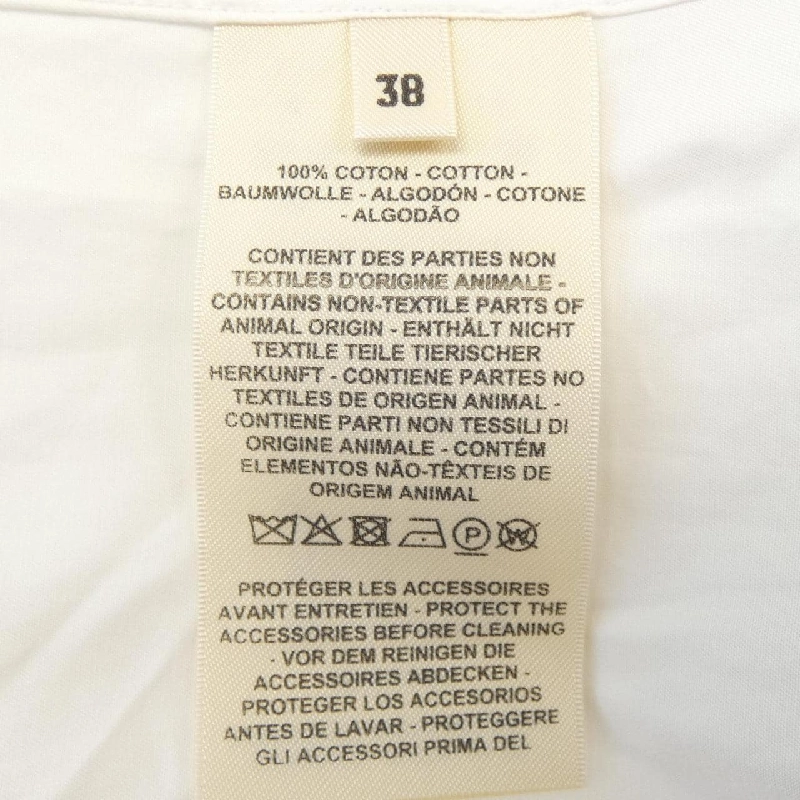 38
100% COTON - COTTON -
BAUMWOLLE - ALGODÓN - COTONE
- ALGODÃO
CONTIENT DES PARTIES NON
TEXTILES D'ORIGINE ANIMALE -
CONTAINS NON-TEXTILE PARTS OF
ANIMAL ORIGIN - ENTHÄLT NICHT
TEXTILE TEILE TIERISCHER
HERKUNFT - CONTIENE PARTES NO
TEXTILES DE ORIGEN ANIMAL -
CONTIENE PARTI NON TESSILI DI
ORIGINE ANIMALE - CONTÉM
ELEMENTOS NÃO-TÊXTEIS DE
ORIGEM ANIMAL
P W
PROTÉGER LES ACCESSOIRES
AVANT ENTRETIEN - PROTECT THE
ACCESSORIES BEFORE CLEANING
- VOR DEM REINIGEN DIE
ACCESSOIRES ABDECKEN -
PROTEGER LOS ACCESORIOS
ANTES DE LAVAR - PROTEGGERE
GLI ACCESSORI PRIMA DEL